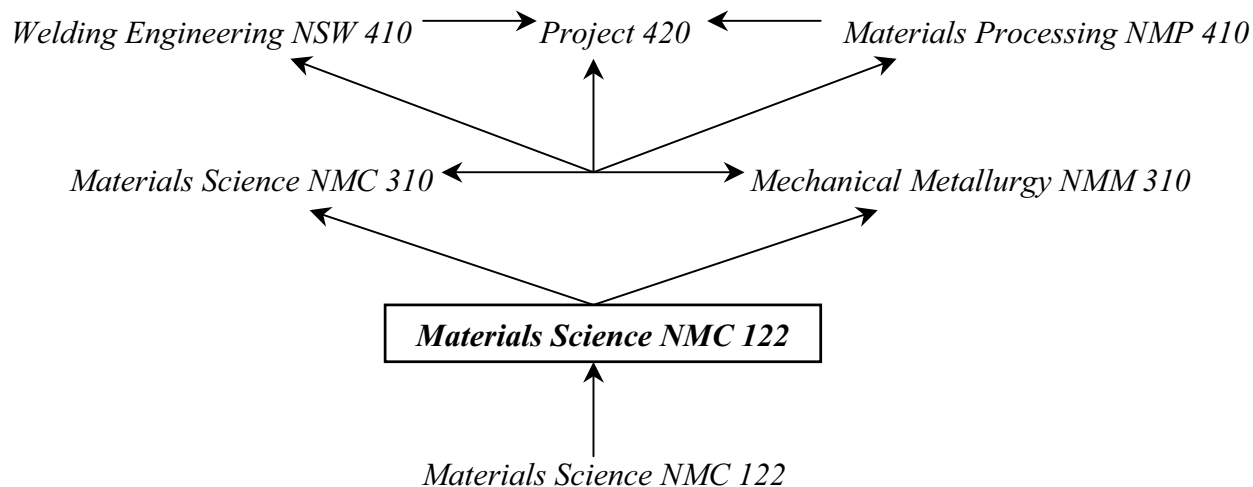 Welding Engineering NSW 410 Project 420 Materials Processing NMP 410
Materials Science NMC 310 Mechanical Metallurgy NMM 310
Materials Science NMC 122
Materials Science NMC 122